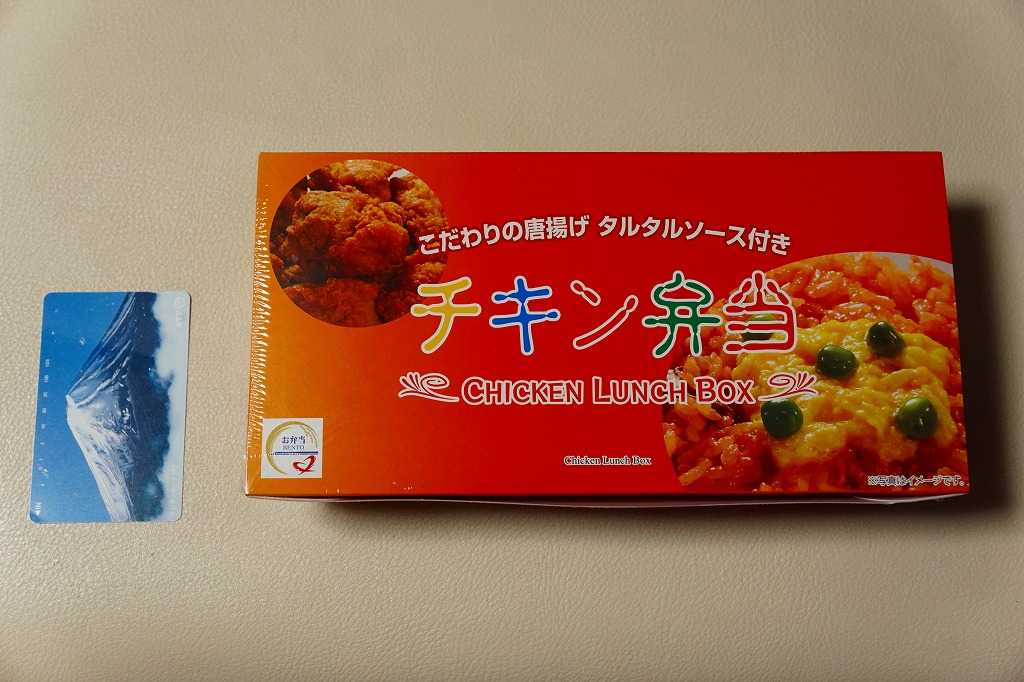 こだわりの唐揚げ タルタルソース付き
チキン弁当
CHICKEN LUNCH BOX
お弁当
BENTO
Chicken Lunch Box
※写真はイメージです。